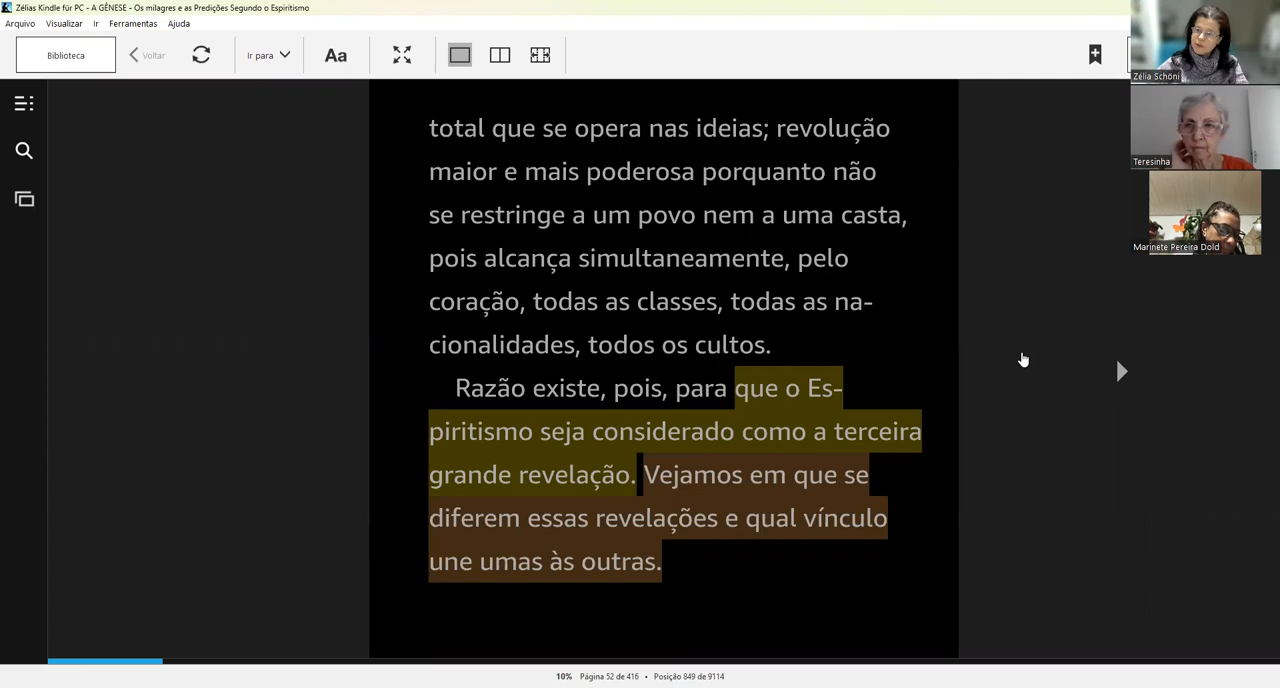 Zélias Kindle für PC - A GÊNESE - Os milagres e as Predições Segundo o Espiritismo
Arquivo Visualizar Ir Ferramentas Ajuda
Biblioteca Voltar Ir para Aa
Zélia Schöni
Teresinha
Marinete Pereira Dold
total que se opera nas ideias; revolução
maior e mais poderosa porquanto não
se restringe a um povo nem a uma casta,
pois alcança simultaneamente, pelo
coração, todas as classes, todas as na-
cionalidades, todos os cultos.
Razão existe, pois, para que o Es-
piritismo seja considerado como a terceira
grande revelação. Vejamos em que se
diferem essas revelações e qual vínculo
une umas às outras.
10% Página 52 de 416 • Posição 849 de 9114